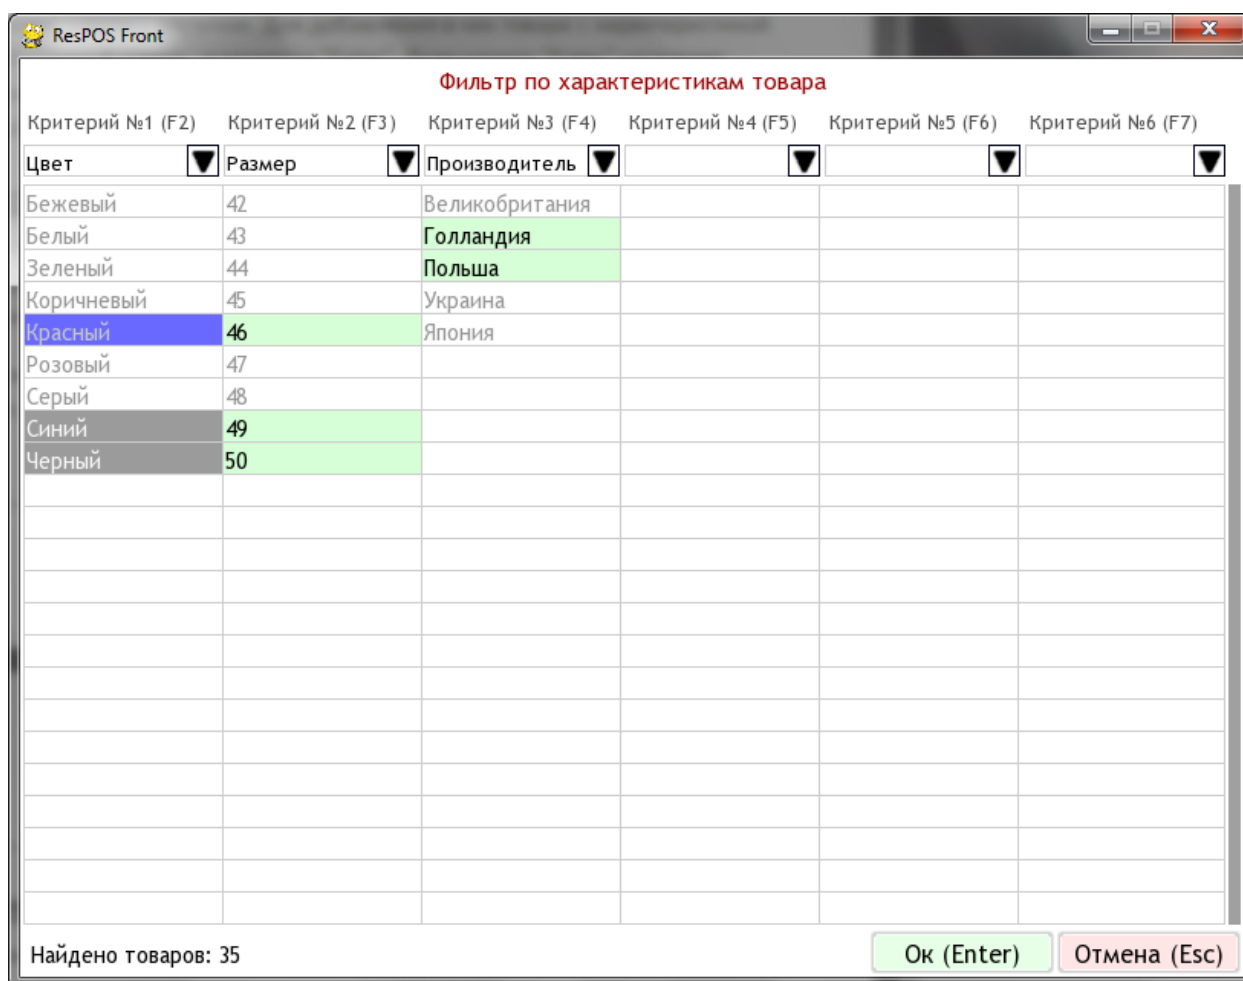 ResPOS Front
Фильтр по характеристикам товара
Критерий №1 (F2) Критерий №2 (F3) Критерий №3 (F4) Критерий №4 (F5) Критерий №5 (F6) Критерий №6 (F7)
Цвет Размер Производитель
Бежевый 42 Великобритания
Белый 43 Голландия
Зеленый 44 Польша
Коричневый 45 Украина
Красный 46 Япония
Розовый 47
Серый 48
Синий 49
Черный 50
Найдено товаров: 35 Ок (Enter) Отмена (Esc)